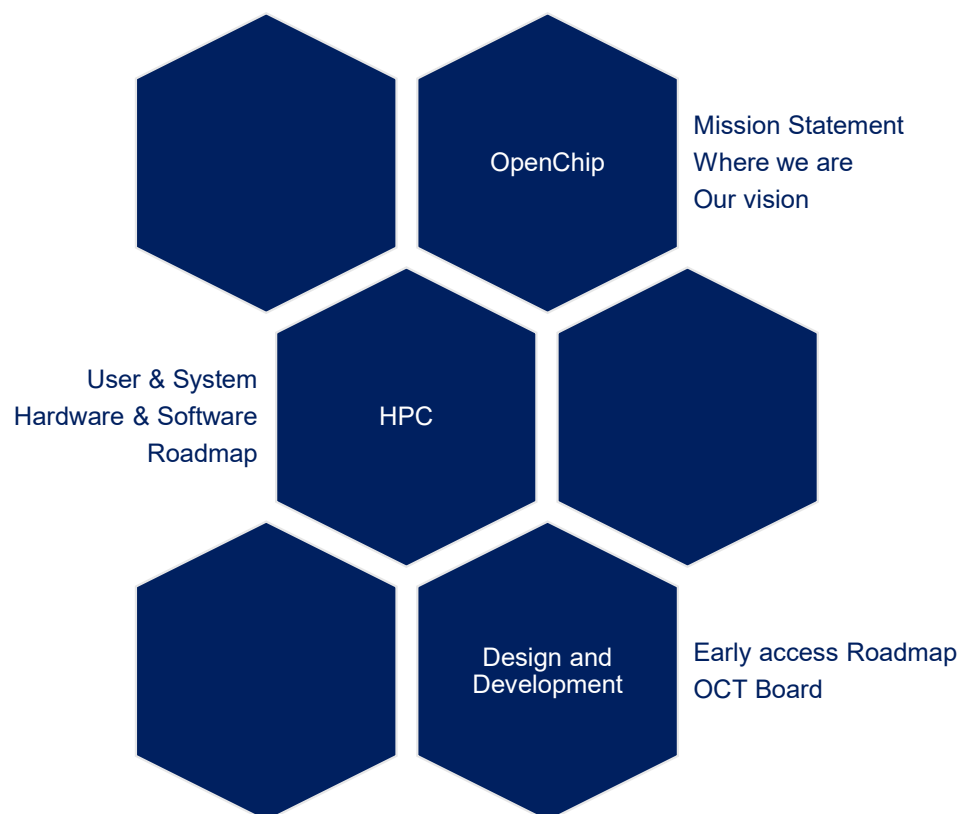 OpenChip
Mission Statement
Where we are
Our vision
User & System
Hardware & Software
Roadmap
HPC
Design and
Development
Early access Roadmap
OCT Board